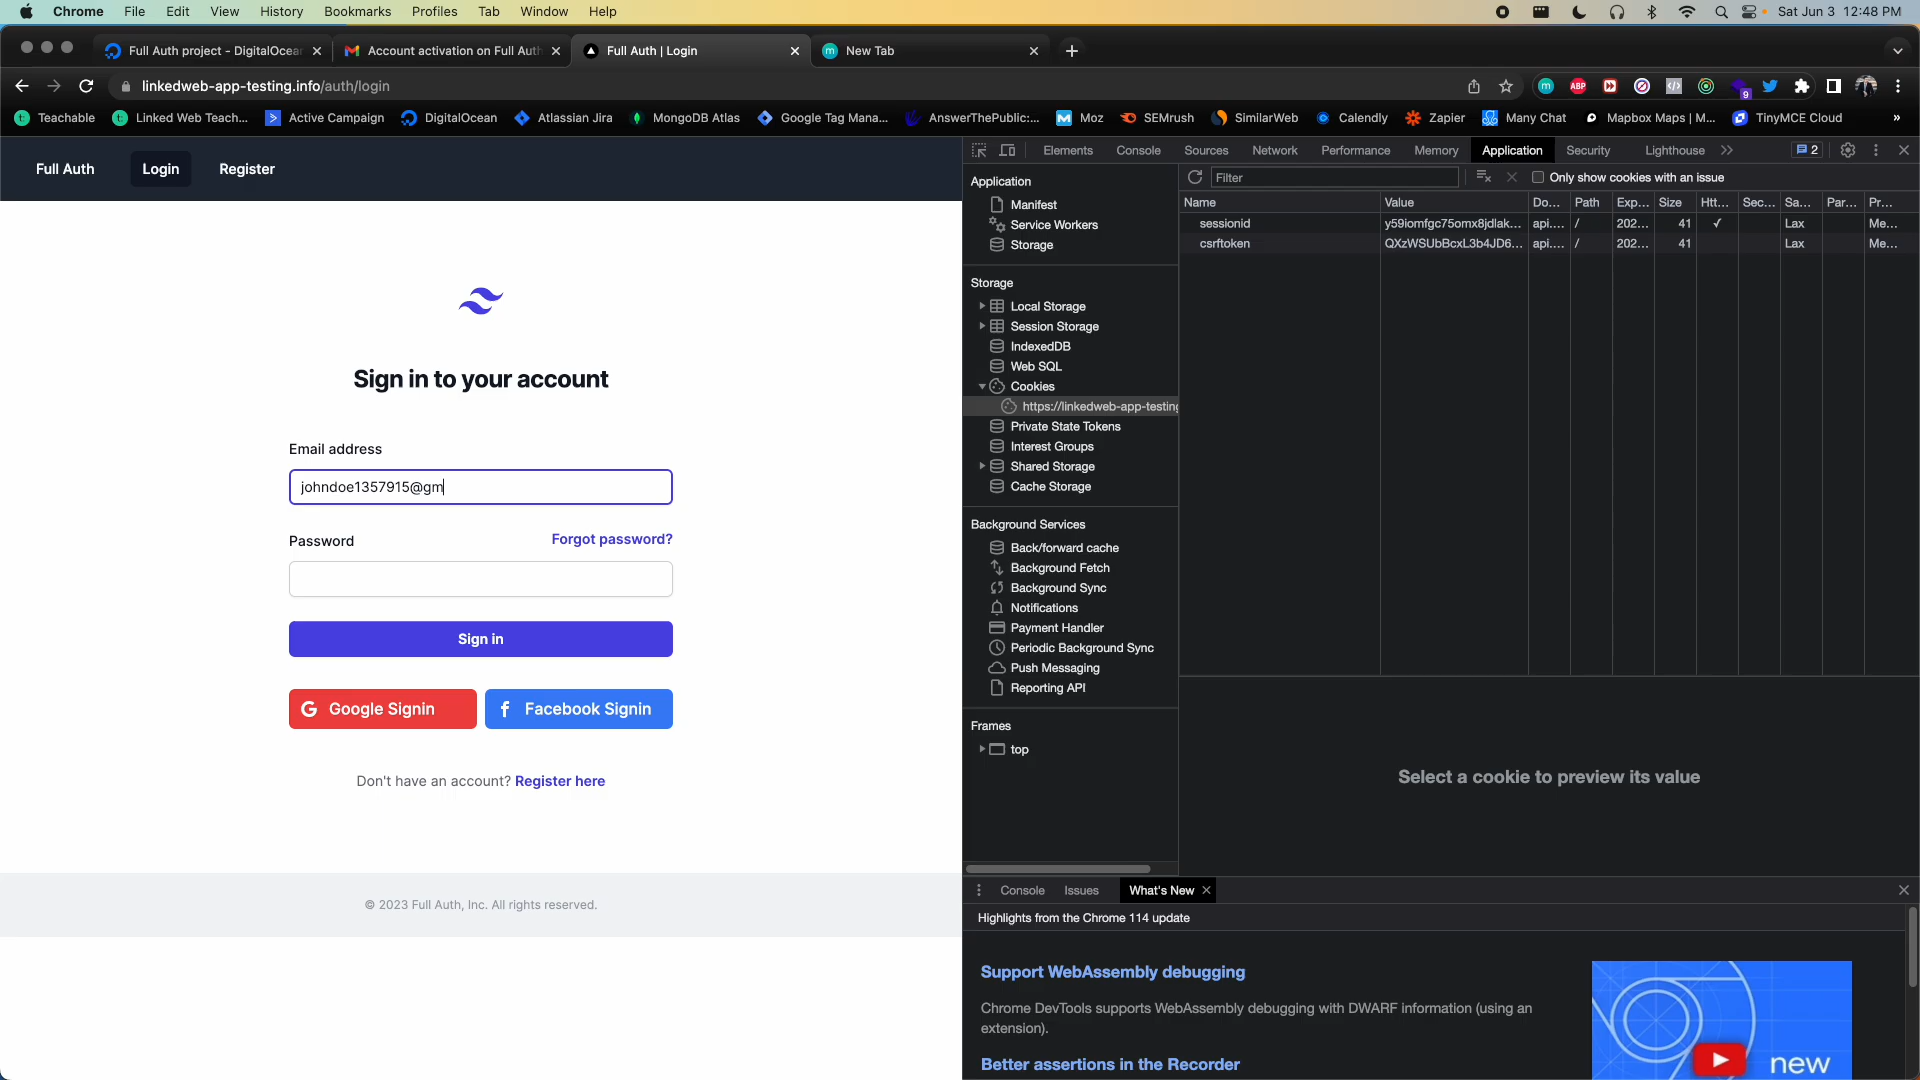 Chrome File Edit View History Bookmarks Profiles Tab Window Help Sat Jun 3 12:48 PM
Full Auth project - DigitalOcean Account activation on Full Auth Full Auth | Login New Tab
linkedweb-app-testing.info/auth/login
Teachable Linked Web Teach... Active Campaign DigitalOcean Atlassian Jira MongoDB Atlas Google Tag Mana... AnswerThePublic:... Moz SEMrush SimilarWeb Calendly Zapier Many Chat Mapbox Maps | M... TinyMCE Cloud »
Full Auth Login Register
Sign in to your account
Email address
johndoe1357915@gm
Password Forgot password?
Sign in
Google Signin Facebook Signin
Don't have an account? Register here
© 2023 Full Auth, Inc. All rights reserved.
Elements Console Sources Network Performance Memory Application Security Lighthouse 2
Application
Manifest
Service Workers
Storage
Storage
Local Storage
Session Storage
IndexedDB
Web SQL
Cookies
https://linkedweb-app-testing
Private State Tokens
Interest Groups
Shared Storage
Cache Storage
Background Services
Back/forward cache
Background Fetch
Background Sync
Notifications
Payment Handler
Periodic Background Sync
Push Messaging
Reporting API
Frames
top
Filter Only show cookies with an issue
Name Value Do... Path Exp... Size Htt... Sec... Sa... Par... Pr...
sessionid y59iomfgc75omx8jdlak... api.... / 202... 41 ✓ Lax Me...
csrftoken QXzWSUbBcxL3b4JD6... api.... / 202... 41 Lax Me...
Select a cookie to preview its value
Console Issues What's New
Highlights from the Chrome 114 update
Support WebAssembly debugging
Chrome DevTools supports WebAssembly debugging with DWARF information (using an
extension).
Better assertions in the Recorder
new